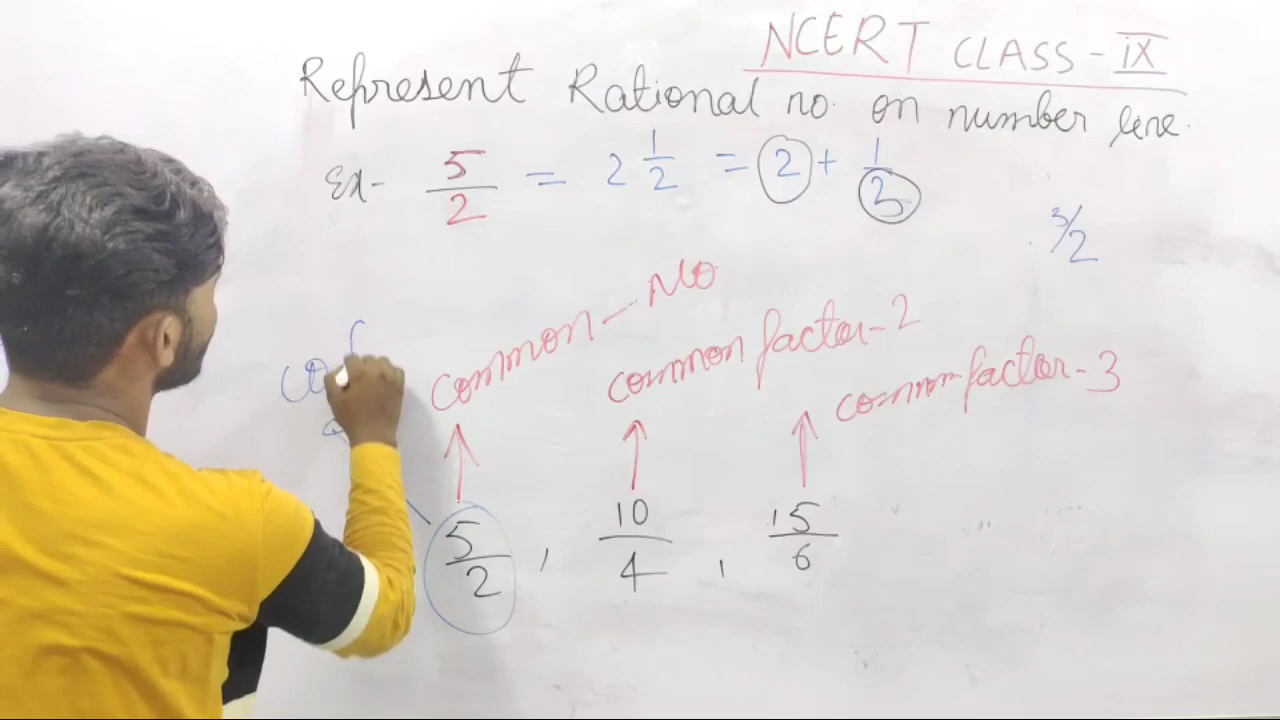 NCERT CLASS - IX
Represent Rational no. on number line.
Ex- 5/2 = 2 1/2 = 2 + 1/2
3/2
common - No
common factor - 2
common factor - 3
5/2 , 10/4 , 15/6